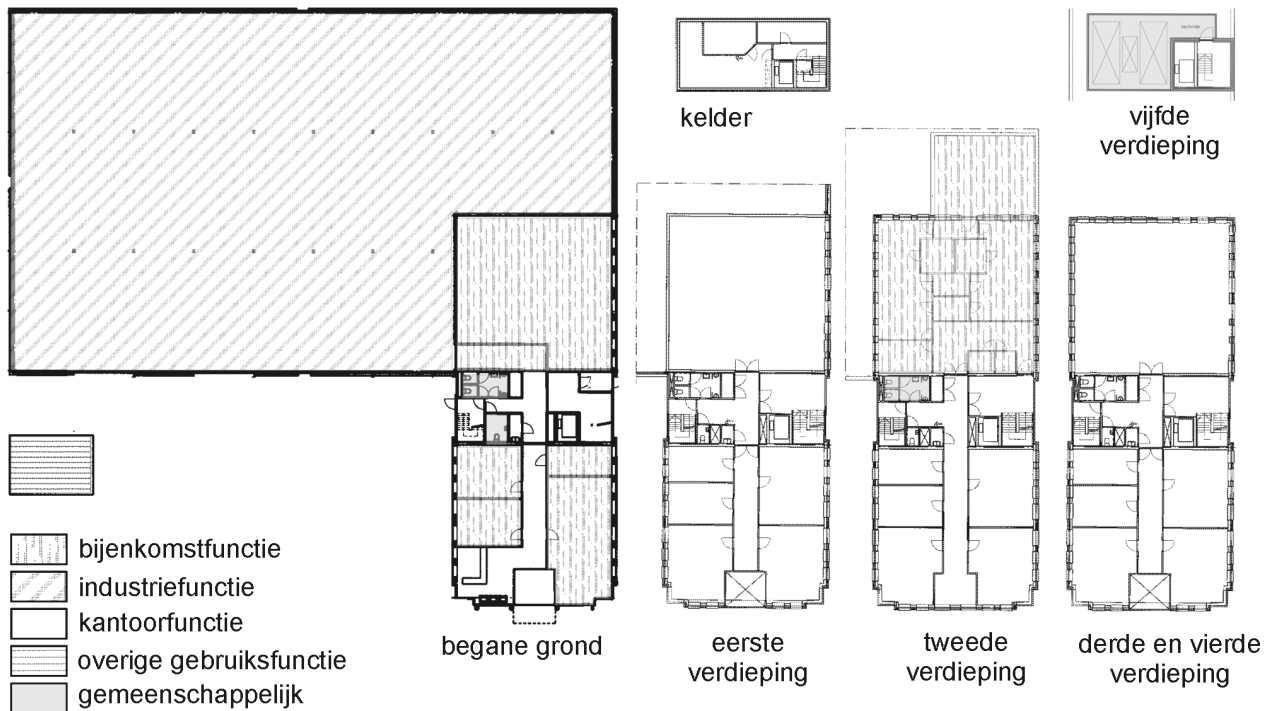 kelder
vijfde
verdieping
bijenkomstfunctie
industriefunctie
kantoorfunctie
overige gebruiksfunctie
gemeenschappelijk
begane grond
eerste
verdieping
tweede
verdieping
derde en vierde
verdieping